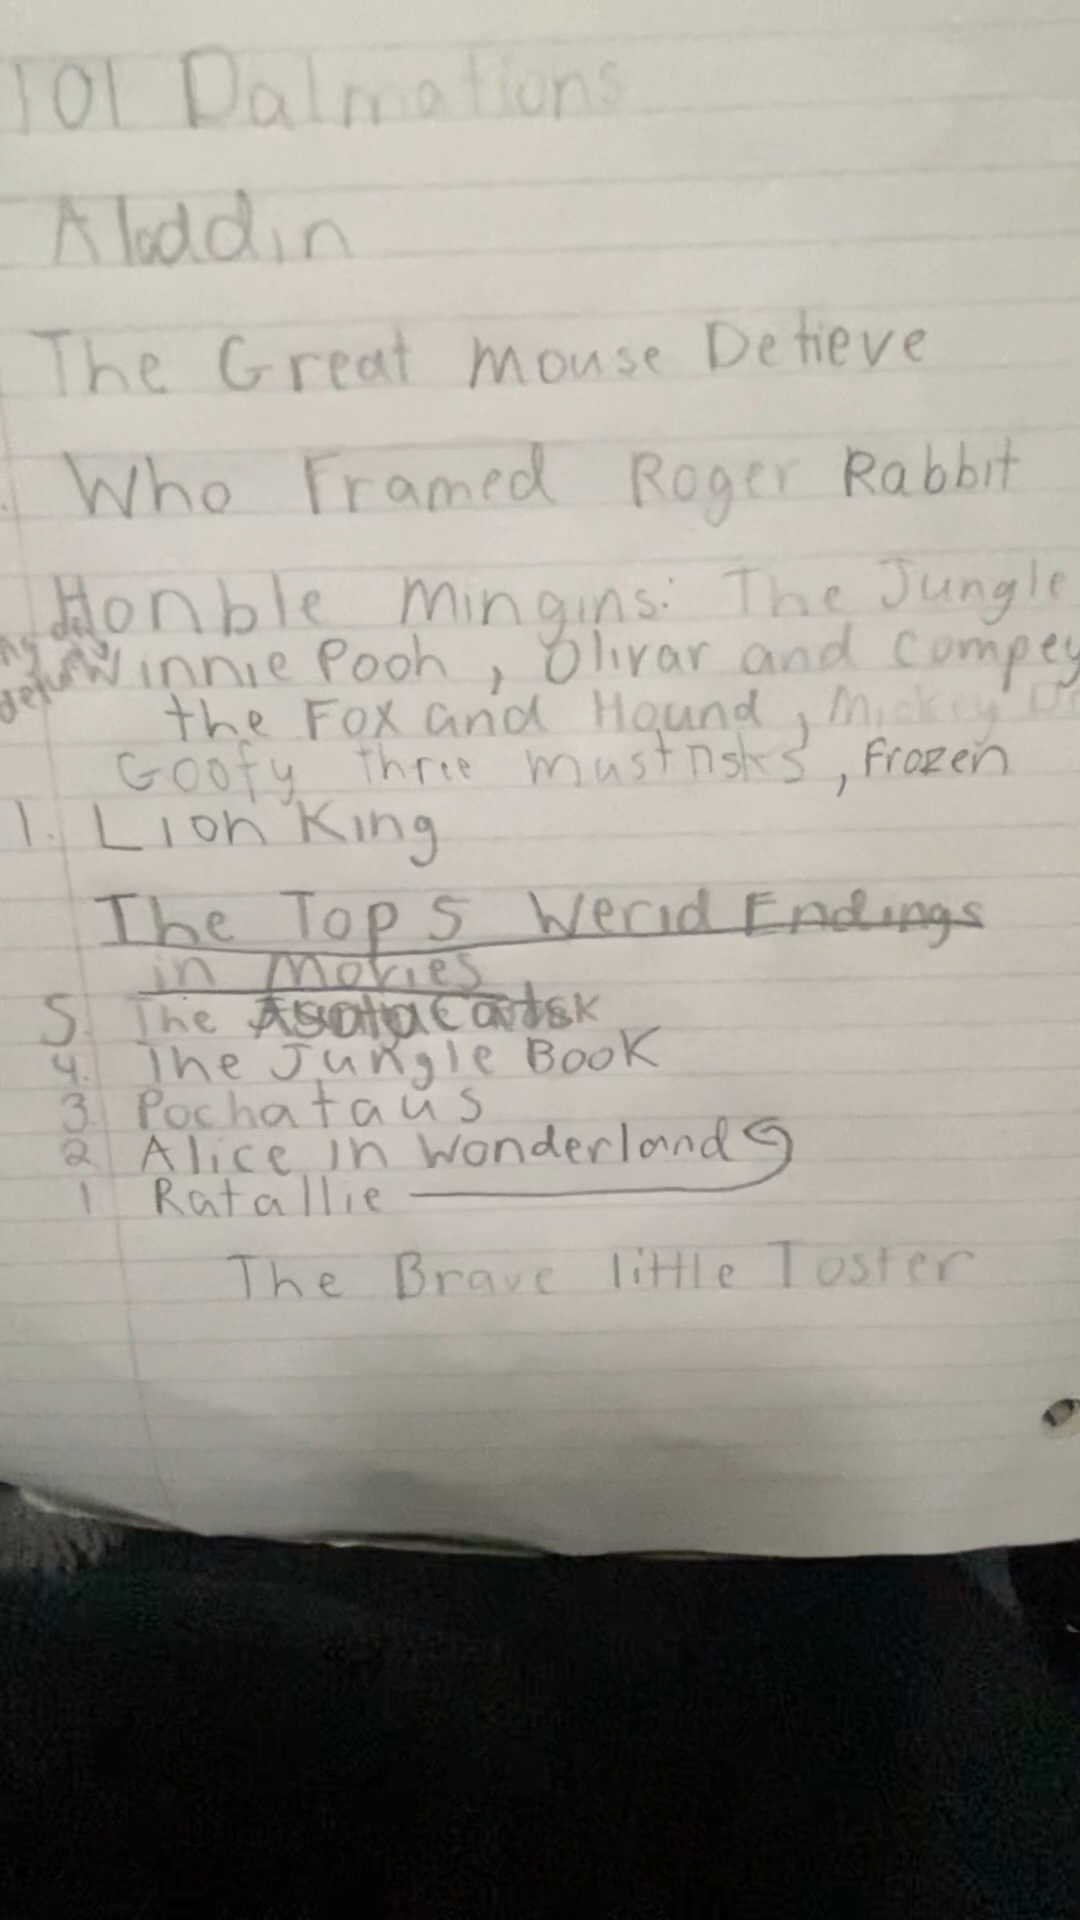 101 Dalmations
Aladdin
The Great Mouse Detieve
Who Framed Roger Rabbit
Honble Mingins: The Jungle
Winnie Pooh, Olivar and Compey
the Fox and Hound, Mickey
Goofy three mustrisks, Frozen
1. Lion King
The Top 5 Werid Endings
in Movies
5. The
4. The Jungle Book
3. Pochataus
2. Alice in Wonderland
1. Ratallie
The Brave little Toster